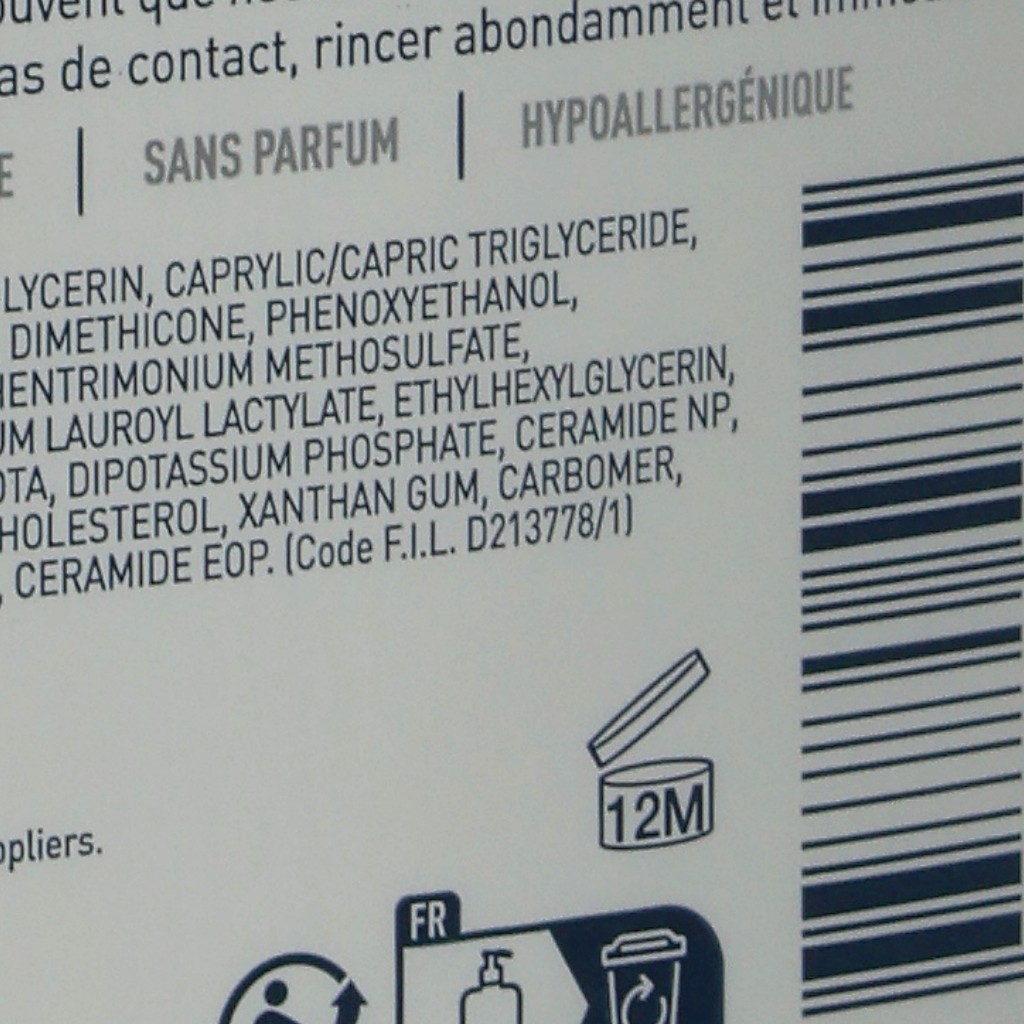 as de contact, rincer abondamment et
SANS PARFUM | HYPOALLERGÉNIQUE
LYCERIN, CAPRYLIC/CAPRIC TRIGLYCERIDE,
DIMETHICONE, PHENOXYETHANOL,
HENTRIMONIUM METHOSULFATE,
UM LAUROYL LACTYLATE, ETHYLHEXYLGLYCERIN,
OTA, DIPOTASSIUM PHOSPHATE, CERAMIDE NP,
HOLESTEROL, XANTHAN GUM, CARBOMER,
, CERAMIDE EOP. (Code F.I.L. D213778/1)
12M
ppliers.
FR